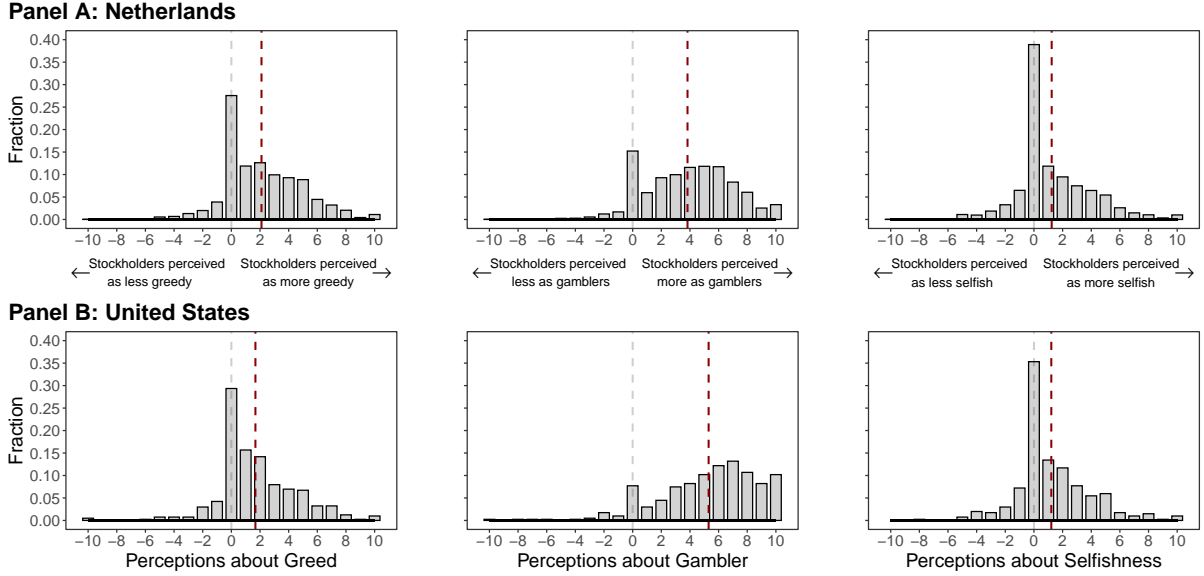 Panel A: Netherlands
Fraction
0.40
0.35
0.30
0.25
0.20
0.15
0.10
0.05
0.00
−10 −8 −6 −4 −2 0 2 4 6 8 10
Stockholders perceived as less greedy
Stockholders perceived as more greedy
−10 −8 −6 −4 −2 0 2 4 6 8 10
Stockholders perceived less as gamblers
Stockholders perceived more as gamblers
−10 −8 −6 −4 −2 0 2 4 6 8 10
Stockholders perceived as less selfish
Stockholders perceived as more selfish
Panel B: United States
Fraction
0.40
0.35
0.30
0.25
0.20
0.15
0.10
0.05
0.00
−10 −8 −6 −4 −2 0 2 4 6 8 10
Perceptions about Greed
−10 −8 −6 −4 −2 0 2 4 6 8 10
Perceptions about Gambler
−10 −8 −6 −4 −2 0 2 4 6 8 10
Perceptions about Selfishness